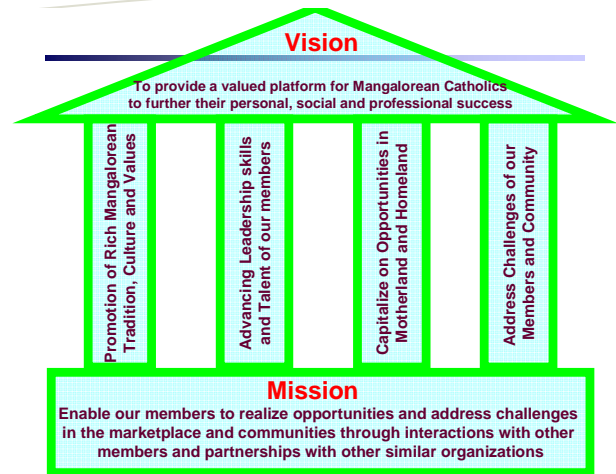 Vision
To provide a valued platform for Mangalorean Catholics
to further their personal, social and professional success
Promotion of Rich Mangalorean
Tradition, Culture and Values
Advancing Leadership skills
and Talent of our members
Capitalize on Opportunities in
Motherland and Homeland
Address Challenges of our
Members and Community
Mission
Enable our members to realize opportunities and address challenges
in the marketplace and communities through interactions with other
members and partnerships with other similar organizations